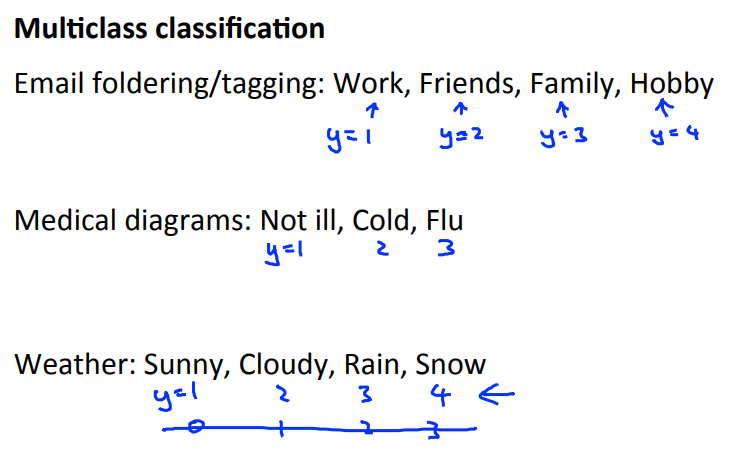 Multiclass classification
Email foldering/tagging: Work, Friends, Family, Hobby
y=1 y=2 y=3 y=4
Medical diagrams: Not ill, Cold, Flu
y=1 2 3
Weather: Sunny, Cloudy, Rain, Snow
y=1 2 3 4 ←
0 1 2 3